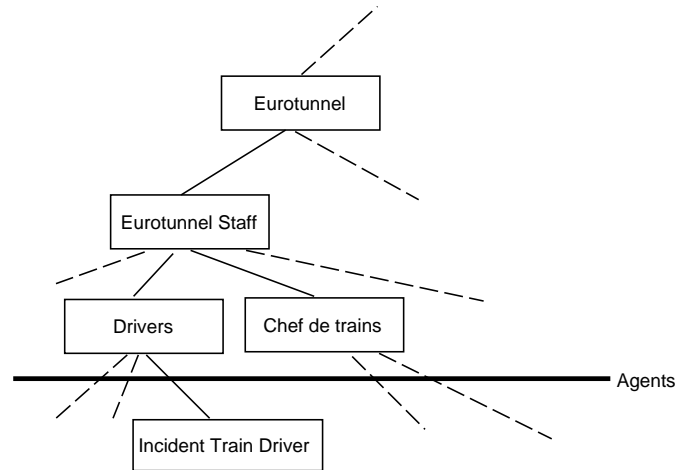 Eurotunnel
Eurotunnel Staff
Drivers
Chef de trains
Agents
Incident Train Driver